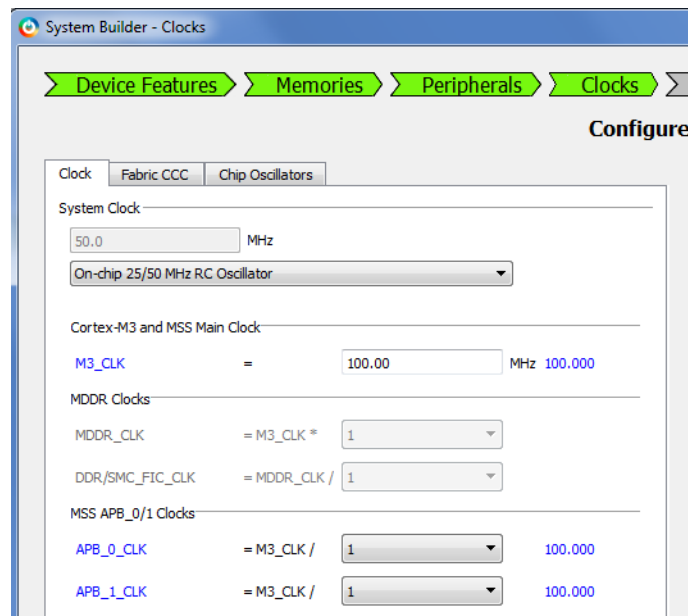 System Builder - Clocks
Device Features Memories Peripherals Clocks
Configure
Clock Fabric CCC Chip Oscillators
System Clock
50.0 MHz
On-chip 25/50 MHz RC Oscillator
Cortex-M3 and MSS Main Clock
M3_CLK = 100.00 MHz 100.000
MDDR Clocks
MDDR_CLK = M3_CLK * 1
DDR/SMC_FIC_CLK = MDDR_CLK / 1
MSS APB_0/1 Clocks
APB_0_CLK = M3_CLK / 1 100.000
APB_1_CLK = M3_CLK / 1 100.000